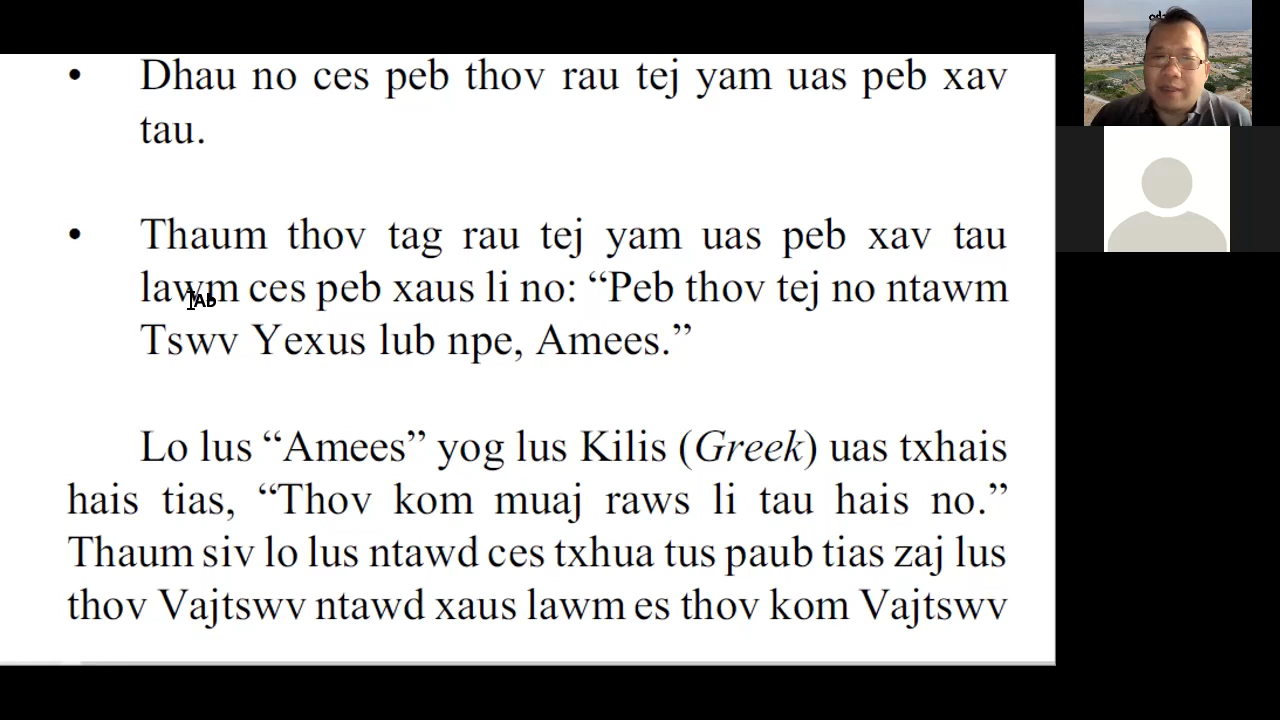 • Dhau no ces peb thov rau tej yam uas peb xav
tau.
• Thaum thov tag rau tej yam uas peb xav tau
lawm ces peb xaus li no: “Peb thov tej no ntawm
Tswv Yexus lub npe, Amees.”
Lo lus “Amees” yog lus Kilis (Greek) uas txhais
hais tias, “Thov kom muaj raws li tau hais no.”
Thaum siv lo lus ntawd ces txhua tus paub tias zaj lus
thov Vajtswv ntawd xaus lawm es thov kom Vajtswv
Ab